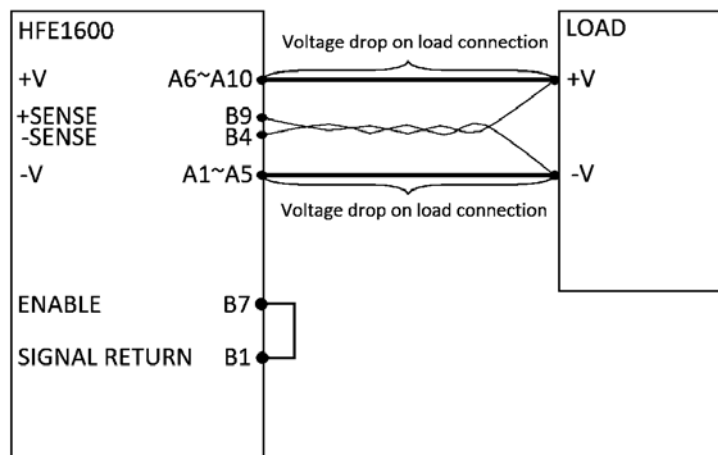 HFE1600
LOAD
Voltage drop on load connection
+V
A6~A10
+V
+SENSE
B9
-SENSE
B4
-V
A1~A5
-V
Voltage drop on load connection
ENABLE
B7
SIGNAL RETURN
B1